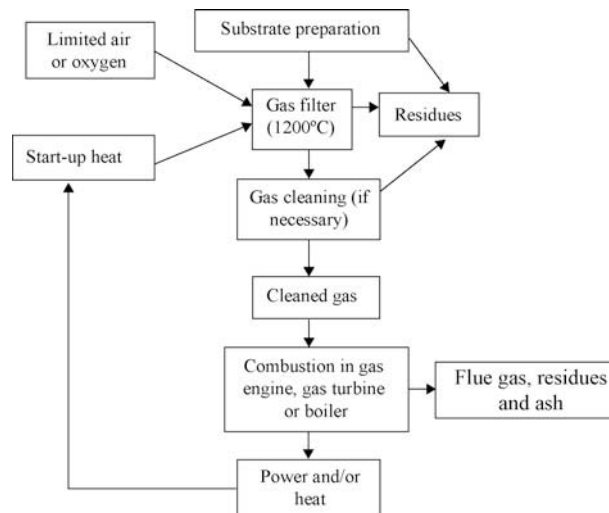 Substrate preparation
Limited air
or oxygen
Gas filter
(1200ºC)
Residues
Start-up heat
Gas cleaning (if
necessary)
Cleaned gas
Combustion in gas
engine, gas turbine
or boiler
Flue gas, residues
and ash
Power and/or
heat